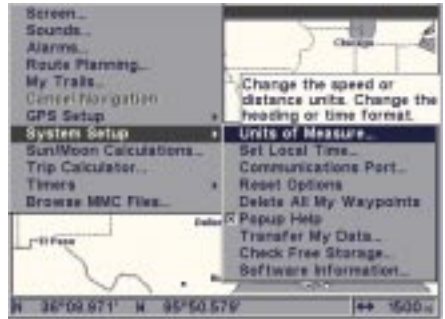 Screen...
Sounds...
Alarms...
Route Planning...
My Trails...
Cancel Navigation
GPS Setup
System Setup
Sun/Moon Calculations...
Trip Calculator...
Timers
Browse MMC Files...
Chicago
Change the speed or
distance units. Change the
heading or time format.
Units of Measure...
Set Local Time...
Communications Port...
Reset Options
Delete All My Waypoints
Popup Help
Transfer My Data...
Check Free Storage...
Software Information...
El Paso
N 36°09.971' W 95°50.579' ↔ 1500